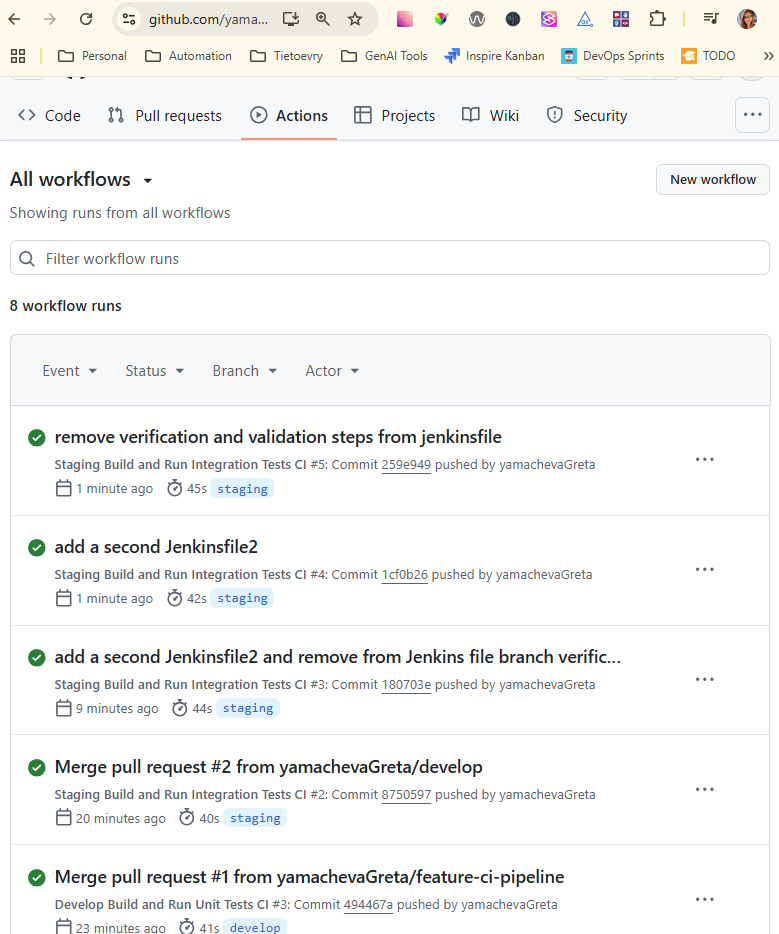 github.com/yama...
Personal
Automation
Tietoevry
GenAI Tools
Inspire Kanban
DevOps Sprints
TODO
Code
Pull requests
Actions
Projects
Wiki
Security
All workflows
New workflow
Showing runs from all workflows
Filter workflow runs
8 workflow runs
Event
Status
Branch
Actor
remove verification and validation steps from jenkinsfile
Staging Build and Run Integration Tests CI #5: Commit 259e949 pushed by yamachevaGreta
1 minute ago 45s staging
add a second Jenkinsfile2
Staging Build and Run Integration Tests CI #4: Commit 1cf0b26 pushed by yamachevaGreta
1 minute ago 42s staging
add a second Jenkinsfile2 and remove from Jenkins file branch verific...
Staging Build and Run Integration Tests CI #3: Commit 180703e pushed by yamachevaGreta
9 minutes ago 44s staging
Merge pull request #2 from yamachevaGreta/develop
Staging Build and Run Integration Tests CI #2: Commit 8750597 pushed by yamachevaGreta
20 minutes ago 40s staging
Merge pull request #1 from yamachevaGreta/feature-ci-pipeline
Develop Build and Run Unit Tests CI #3: Commit 494467a pushed by yamachevaGreta
23 minutes ago 41s develop